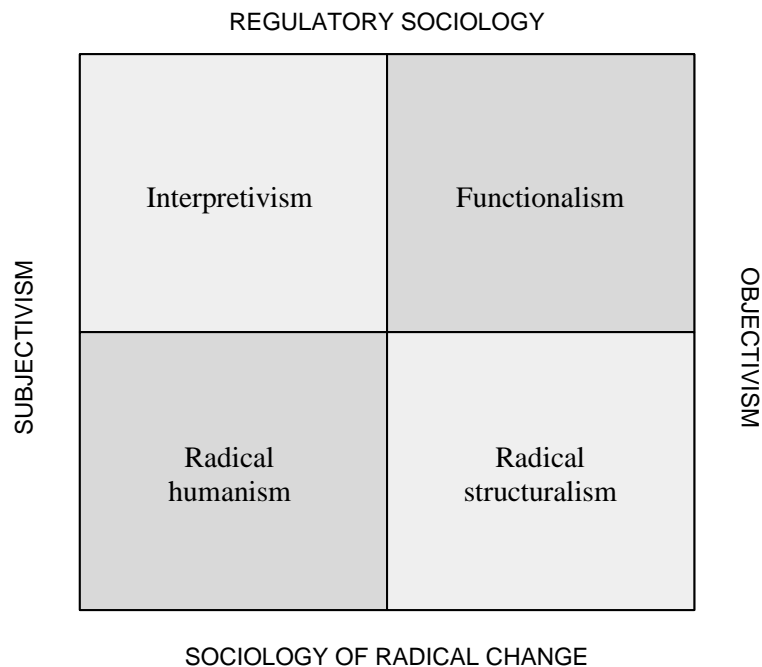 REGULATORY SOCIOLOGY
Interpretivism
Functionalism
SUBJECTIVISM
OBJECTIVISM
Radical
humanism
Radical
structuralism
SOCIOLOGY OF RADICAL CHANGE